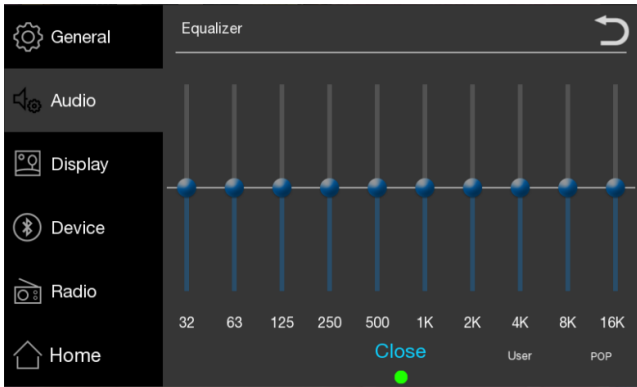 General
Audio
Display
Device
Radio
Home
Equalizer
32 63 125 250 500 1K 2K 4K 8K 16K
Close User POP